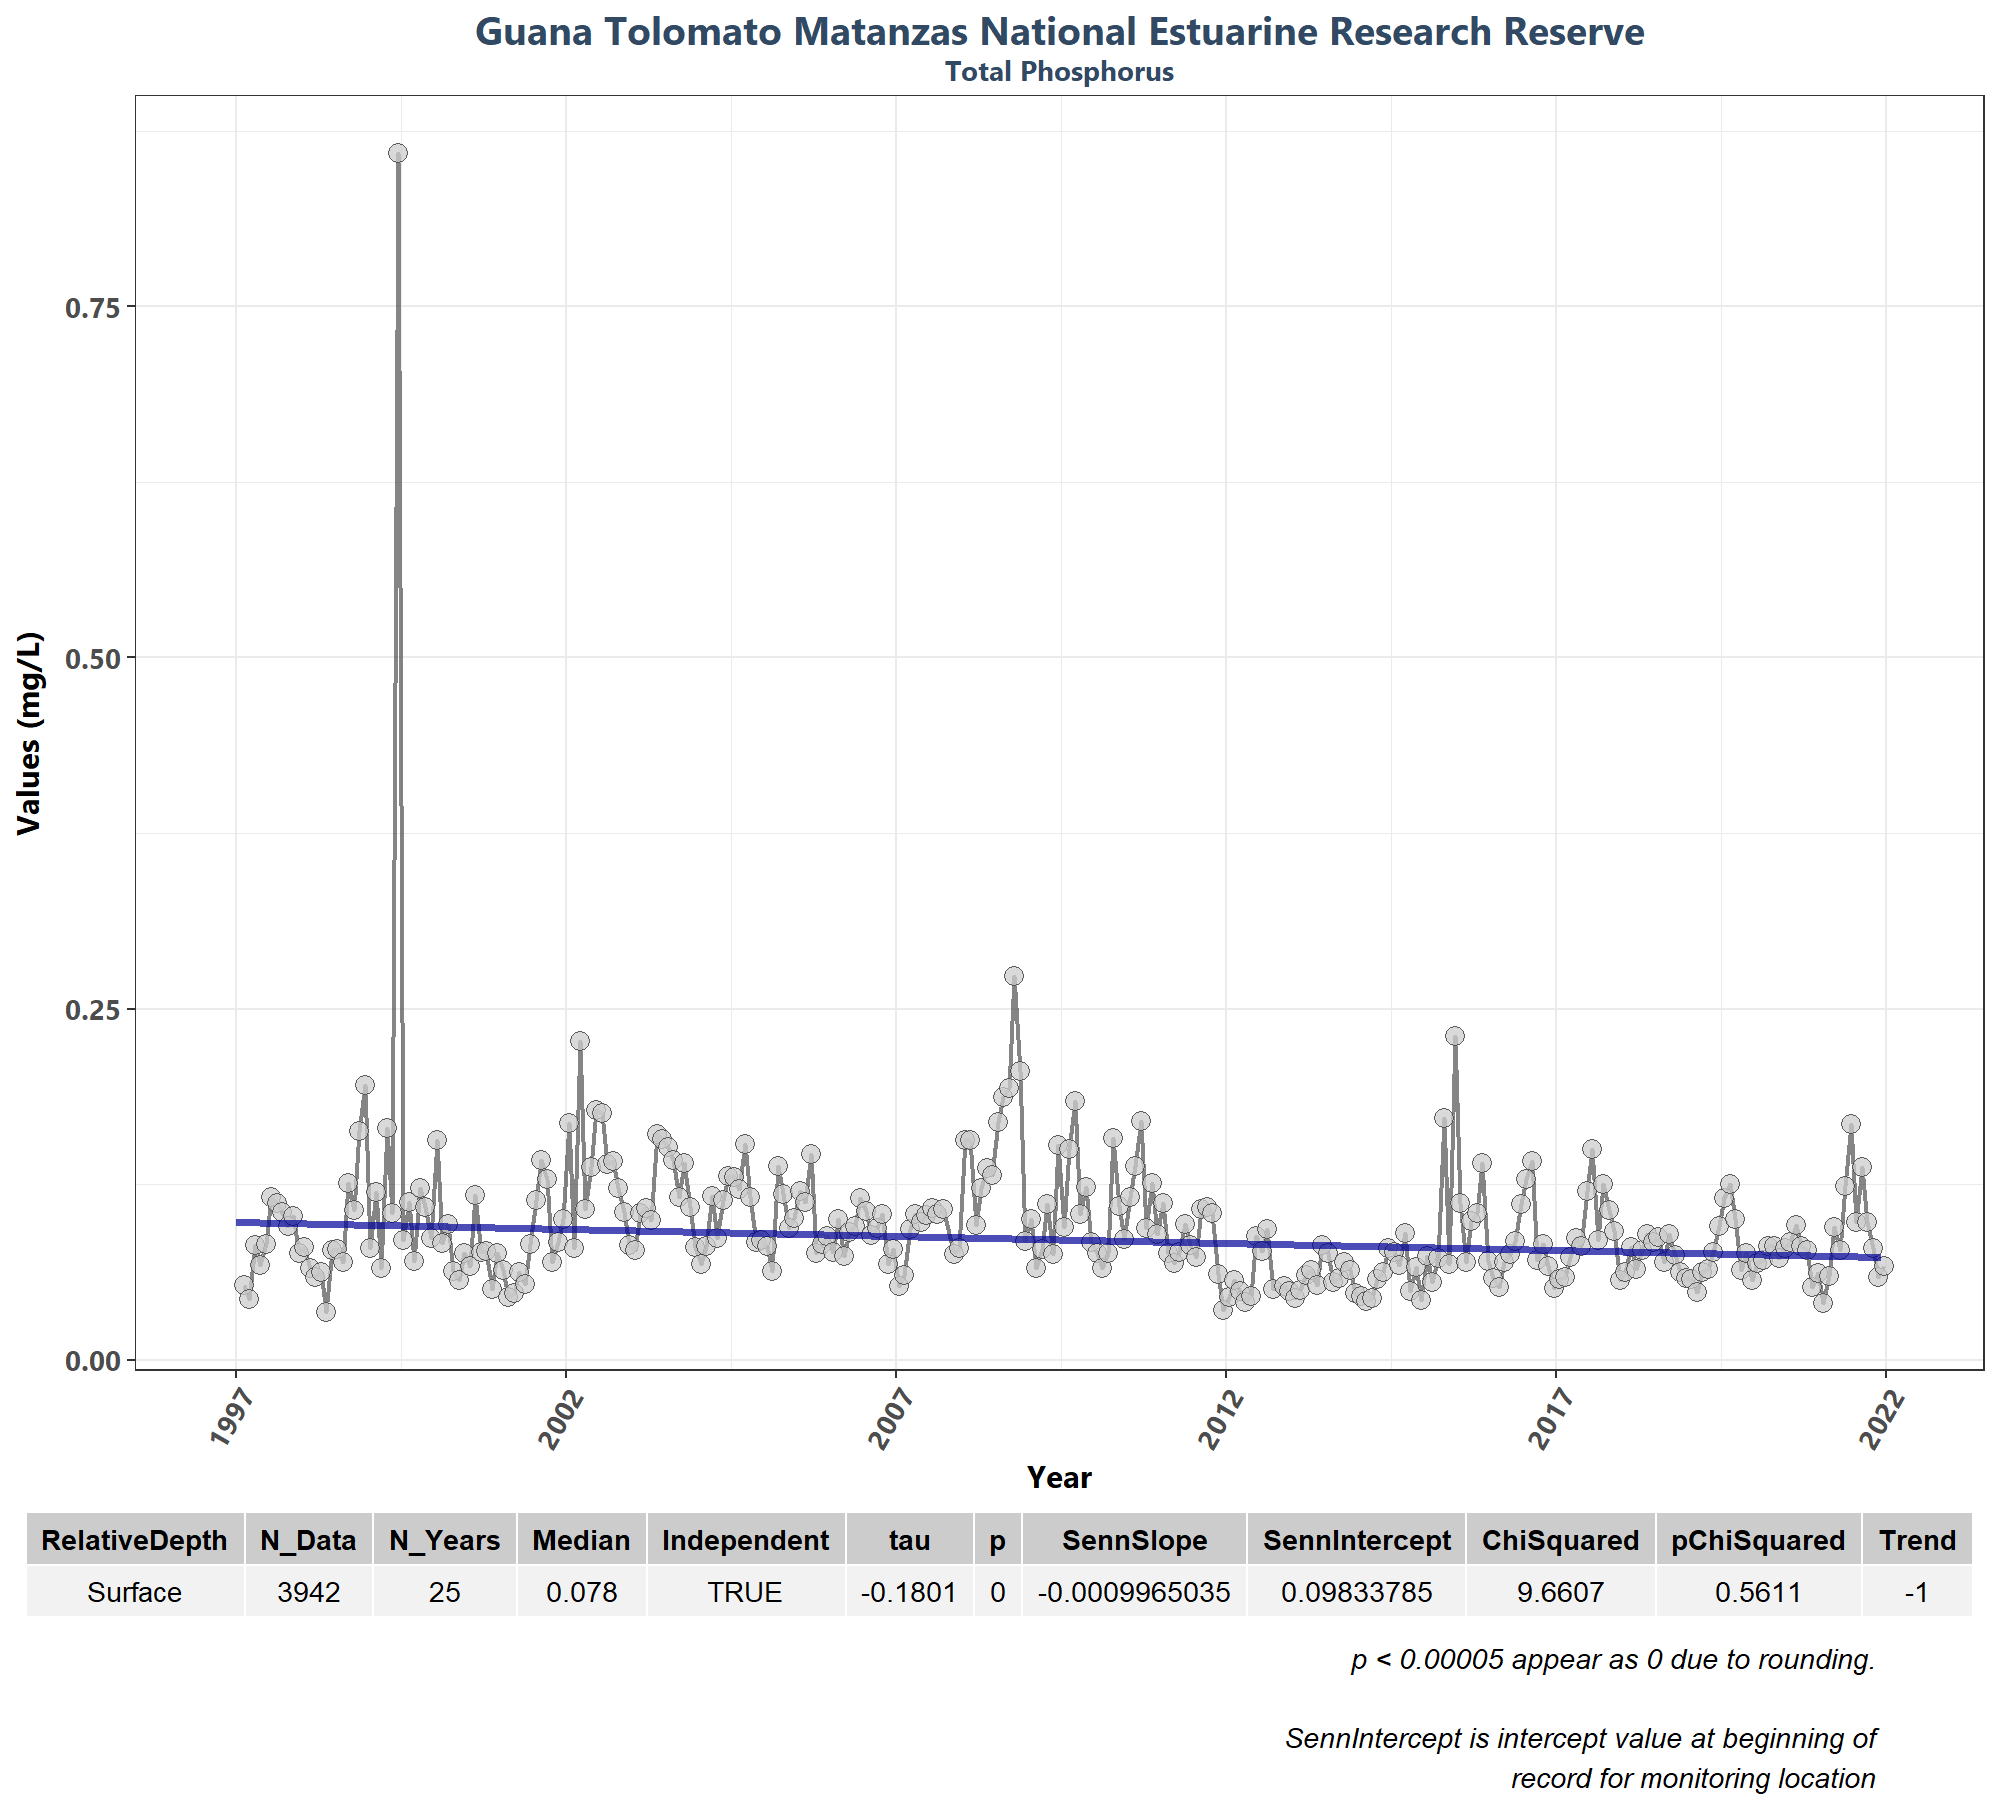 Guana Tolomato Matanzas National Estuarine Research Reserve
Total Phosphorus
0.75
0.50
0.25
0.00
Values (mg/L)
1997 2002 2007 2012 2017 2022
Year
RelativeDepth N_Data N_Years Median Independent tau p SennSlope SennIntercept ChiSquared pChiSquared Trend
Surface 3942 25 0.078 TRUE -0.1801 0 -0.0009965035 0.09833785 9.6607 0.5611 -1
p < 0.00005 appear as 0 due to rounding.
SennIntercept is intercept value at beginning of
record for monitoring location